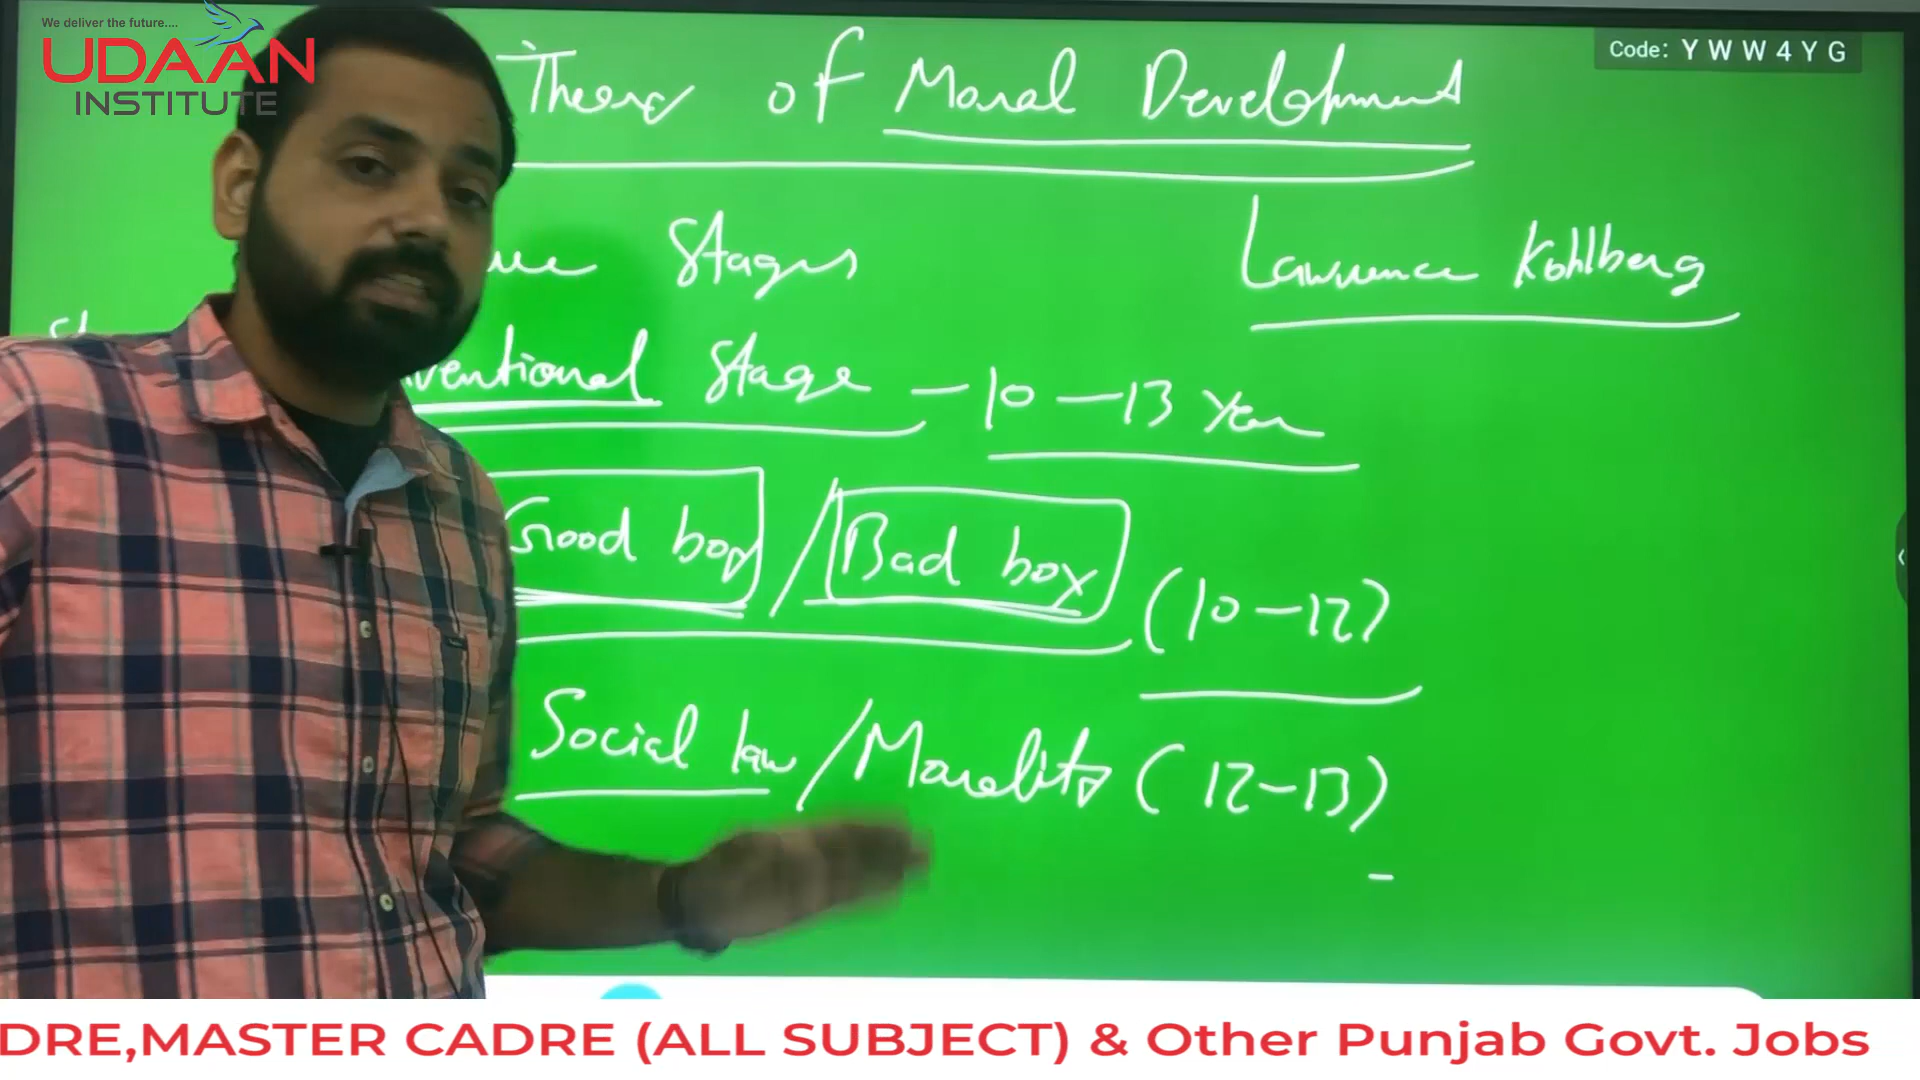 We deliver the future....
UDAAN
INSTITUTE
Code: Y W W 4 Y G
Theory of Moral Development
Stages
Lawrence Kohlberg
ventional Stage - 10 - 13 Year
Good boy / Bad boy (10-12)
Social law / Morality (12-13)
DRE,MASTER CADRE (ALL SUBJECT) & Other Punjab Govt. Jobs